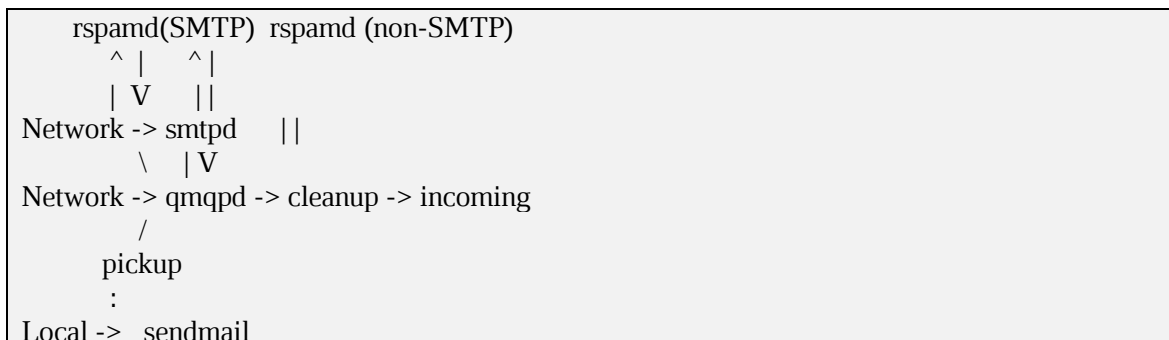 rspamd(SMTP)  rspamd (non-SMTP)
^ |    ^ |
| V     | |
Network -> smtpd      | |
\   | V
Network -> qmqpd -> cleanup -> incoming
/
pickup
:
Local ->   sendmail